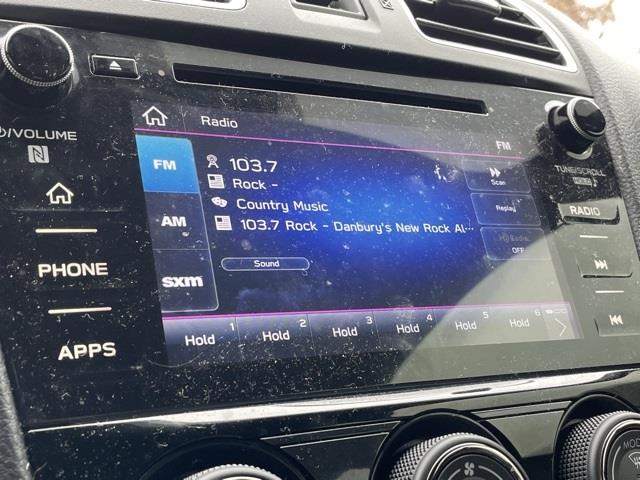 ⏻/VOLUME
N
PHONE
APPS
Radio
FM
FM
AM
sxm
103.7
Rock -
Country Music
103.7 Rock - Danbury's New Rock Al···
Sound
Scan
Replay
OFF
Hold 1
Hold 2
Hold 3
Hold 4
Hold 5
Hold 6
TUNE/SCROLL
RADIO